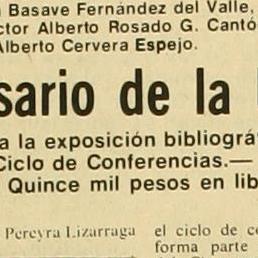 Basave Fernández del Valle,
ctor Alberto Rosado G. Cantó
Alberto Cervera Espejo.
sario de la
a la exposición bibliográ
Ciclo de Conferencias.—
Quince mil pesos en lib
Pereyra Lizarraga
el ciclo de co
forma parte